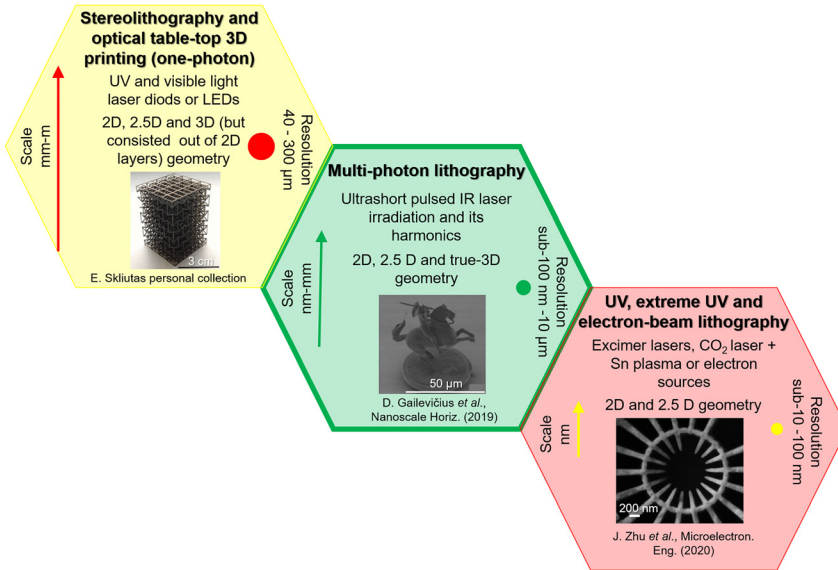 Stereolithography and
optical table-top 3D
printing (one-photon)
UV and visible light
laser diods or LEDs
2D, 2.5D and 3D (but
consisted out of 2D
layers) geometry
Scale
mm-m
Resolution
40 - 300 μm
3 cm
E. Skliutas personal collection
Multi-photon lithography
Ultrashort pulsed IR laser
irradiation and its
harmonics
2D, 2.5 D and true-3D
geometry
Scale
nm-mm
Resolution
sub-100 nm -10 μm
50 μm
D. Gailevičius et al.,
Nanoscale Horiz. (2019)
UV, extreme UV and
electron-beam lithography
Excimer lasers, CO₂ laser +
Sn plasma or electron
sources
2D and 2.5 D geometry
Scale
nm
Resolution
sub-10 -100 nm
200 nm
J. Zhu et al., Microelectron.
Eng. (2020)